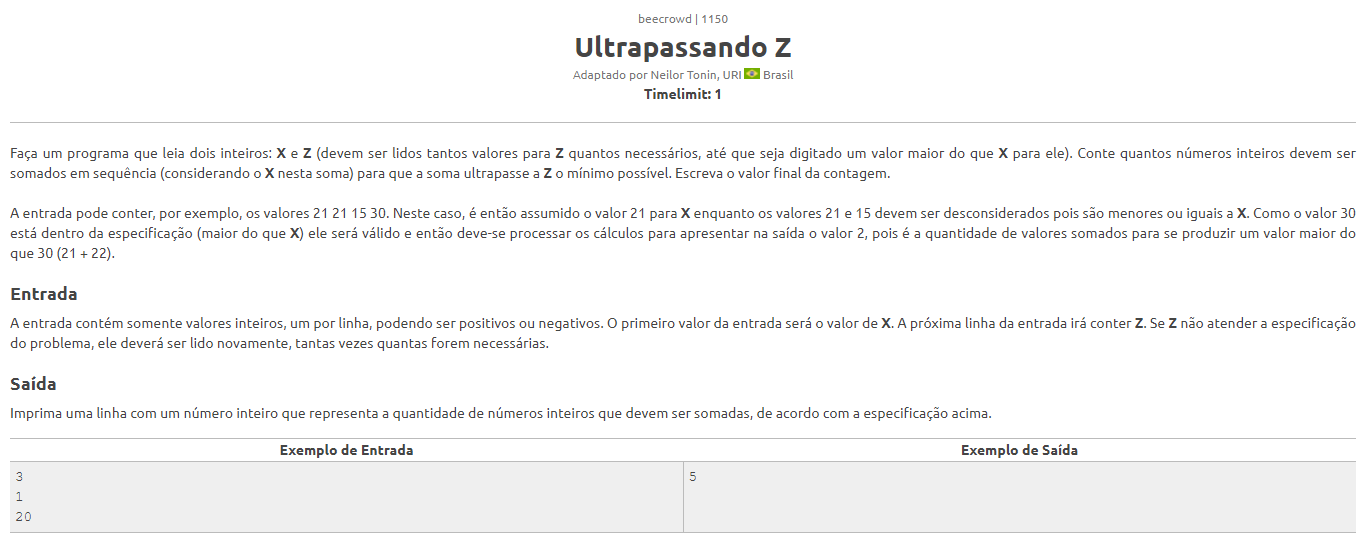 beecrowd | 1150
Ultrapassando Z
Adaptado por Neilor Tonin, URI Brasil
Timelimit: 1
Faça um programa que leia dois inteiros: X e Z (devem ser lidos tantos valores para Z quantos necessários, até que seja digitado um valor maior do que X para ele). Conte quantos números inteiros devem ser
somados em sequência (considerando o X nesta soma) para que a soma ultrapasse a Z o mínimo possível. Escreva o valor final da contagem.
A entrada pode conter, por exemplo, os valores 21 21 15 30. Neste caso, é então assumido o valor 21 para X enquanto os valores 21 e 15 devem ser desconsiderados pois são menores ou iguais a X. Como o valor 30
está dentro da especificação (maior do que X) ele será válido e então deve-se processar os cálculos para apresentar na saída o valor 2, pois é a quantidade de valores somados para se produzir um valor maior do
que 30 (21 + 22).
Entrada
A entrada contém somente valores inteiros, um por linha, podendo ser positivos ou negativos. O primeiro valor da entrada será o valor de X. A próxima linha da entrada irá conter Z. Se Z não atender a especificação
do problema, ele deverá ser lido novamente, tantas vezes quantas forem necessárias.
Saída
Imprima uma linha com um número inteiro que representa a quantidade de números inteiros que devem ser somadas, de acordo com a especificação acima.
Exemplo de Entrada Exemplo de Saída
3 5
1
20